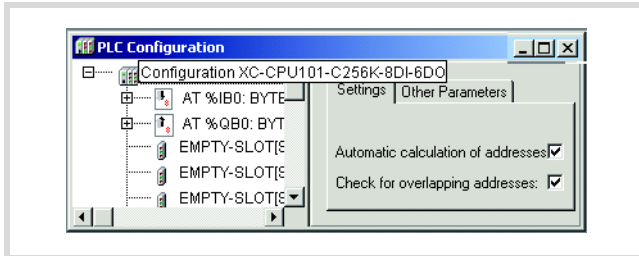 PLC Configuration
Configuration XC-CPU101-C256K-8DI-6DO
AT %IB0: BYTE
AT %QB0: BYT
EMPTY-SLOT[S
EMPTY-SLOT[S
EMPTY-SLOT[S
Settings
Other Parameters
Automatic calculation of addresses
Check for overlapping addresses: